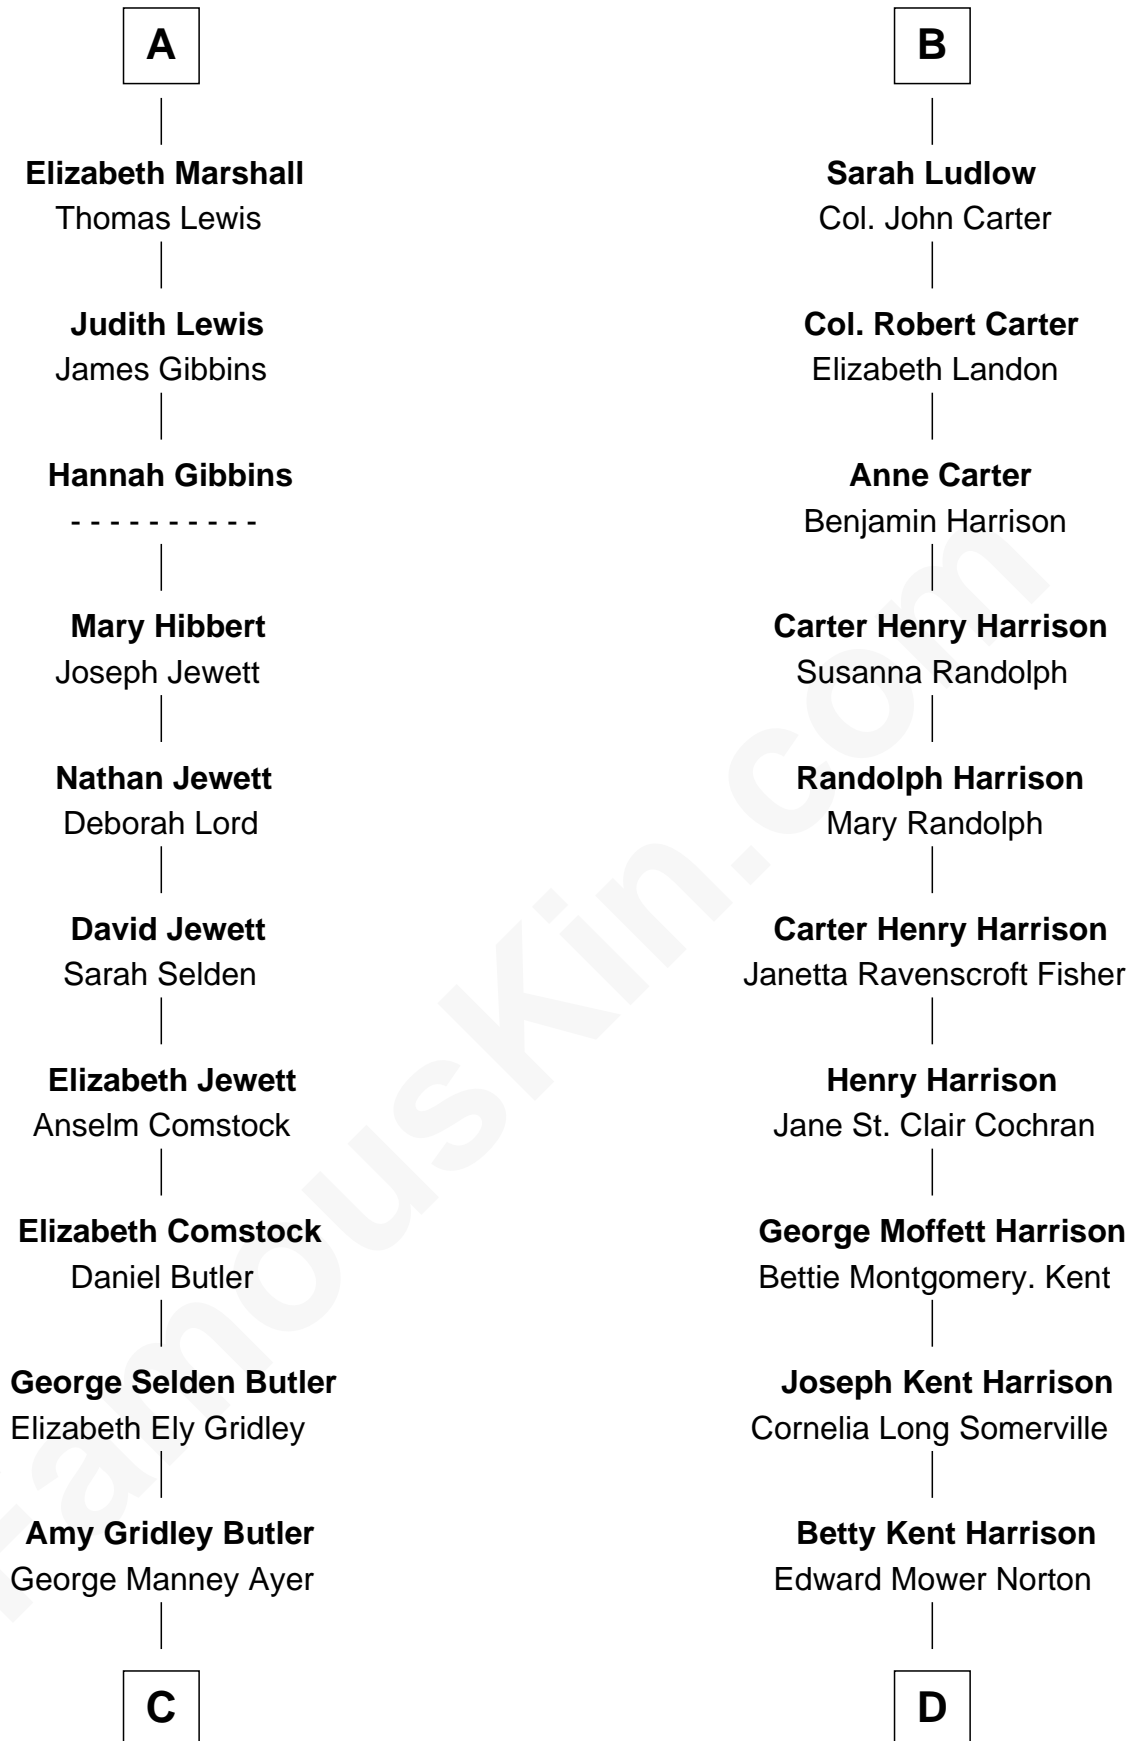 A
Elizabeth Marshall
Thomas Lewis
Judith Lewis
James Gibbins
Hannah Gibbins
- - - - - - - - - -
Mary Hibbert
Joseph Jewett
Nathan Jewett
Deborah Lord
David Jewett
Sarah Selden
Elizabeth Jewett
Anselm Comstock
Elizabeth Comstock
Daniel Butler
George Selden Butler
Elizabeth Ely Gridley
Amy Gridley Butler
George Manney Ayer
C
B
Sarah Ludlow
Col. John Carter
Col. Robert Carter
Elizabeth Landon
Anne Carter
Benjamin Harrison
Carter Henry Harrison
Susanna Randolph
Randolph Harrison
Mary Randolph
Carter Henry Harrison
Janetta Ravenscroft Fisher
Henry Harrison
Jane St. Clair Cochran
George Moffett Harrison
Bettie Montgomery. Kent
Joseph Kent Harrison
Cornelia Long Somerville
Betty Kent Harrison
Edward Mower Norton
D
FamousKin.com